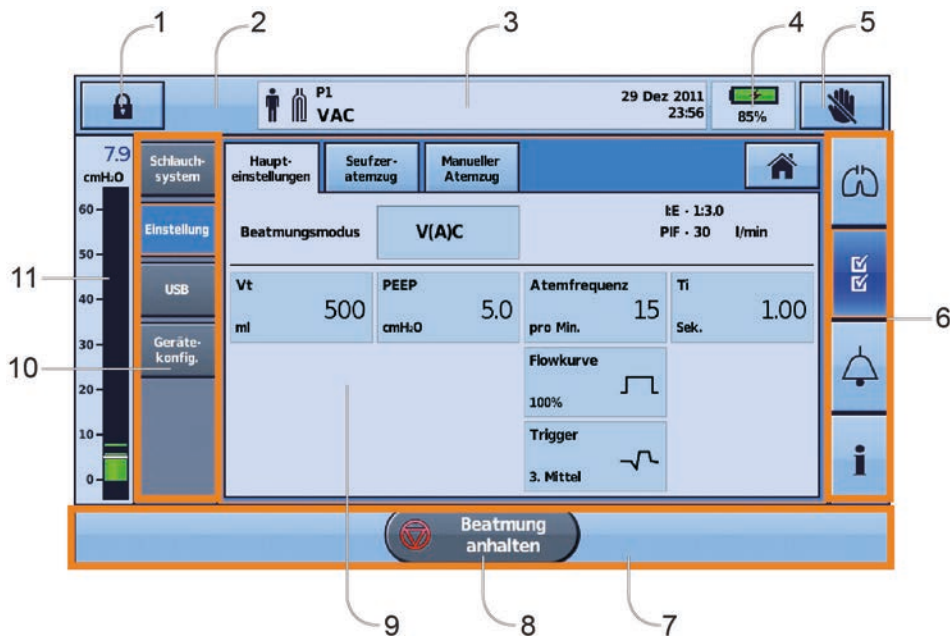 1
2
3
4
5
P1
VAC
29 Dez 2011
23:56
85%
7.9
cmH₂O
60
50
40
30
20
10
0
11
Schlauch-
system
Einstellung
USB
Geräte-
konfig.
10
Haupt-
einstellungen
Seufzer-
atemzug
Manueller
Atemzug
Beatmungsmodus
V(A)C
I:E · 1:3.0
PIF · 30 l/min
Vt
500
ml
PEEP
5.0
cmH₂O
Atemfrequenz
15
pro Min.
Ti
1.00
Sek.
Flowkurve
100%
Trigger
3. Mittel
6
Beatmung
anhalten
9
8
7